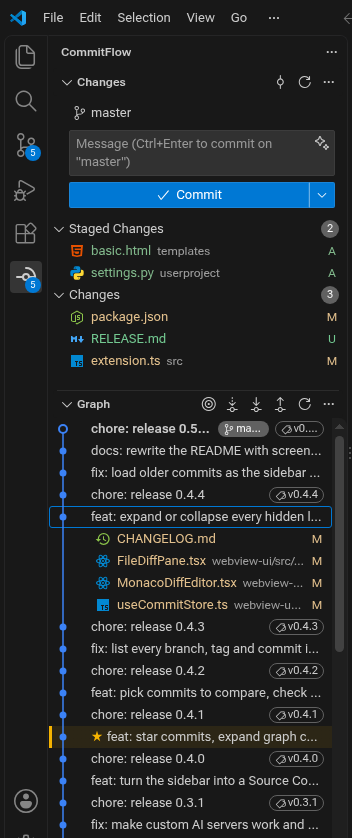 File Edit Selection View Go ···
CommitFlow ···
Changes ···
master
Message (Ctrl+Enter to commit on
"master")
Commit
5
Staged Changes 2
basic.html templates A
settings.py userproject A
5
Changes 3
package.json M
RELEASE.md U
extension.ts src M
Graph ···
chore: release 0.5... ma... v0....
docs: rewrite the README with screen...
fix: load older commits as the sidebar ...
chore: release 0.4.4 v0.4.4
feat: expand or collapse every hidden l...
CHANGELOG.md M
FileDiffPane.tsx webview-ui/src/... M
MonacoDiffEditor.tsx webview-... M
useCommitStore.ts webview-u... M
chore: release 0.4.3 v0.4.3
fix: list every branch, tag and commit i...
chore: release 0.4.2 v0.4.2
feat: pick commits to compare, check ...
chore: release 0.4.1 v0.4.1
★ feat: star commits, expand graph c...
chore: release 0.4.0 v0.4.0
feat: turn the sidebar into a Source Co...
chore: release 0.3.1 v0.3.1
fix: make custom AI servers work and ...